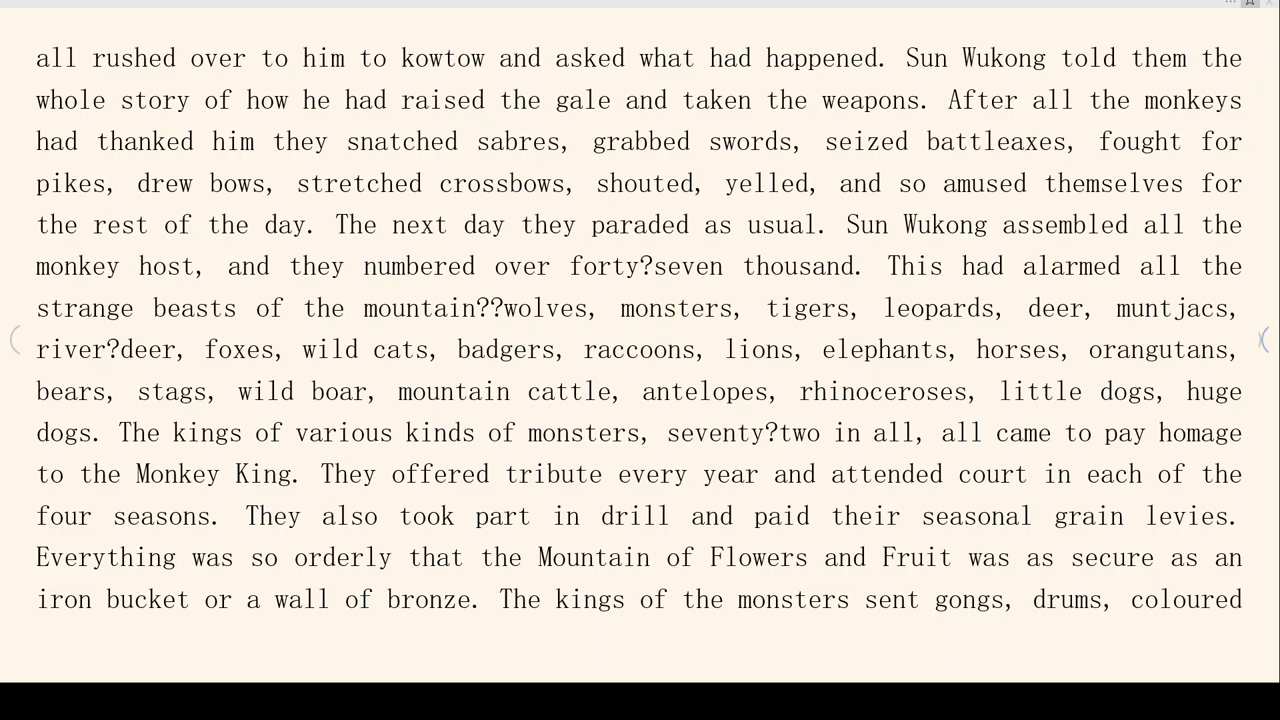 all rushed over to him to kowtow and asked what had happened. Sun Wukong told them the
whole story of how he had raised the gale and taken the weapons. After all the monkeys
had thanked him they snatched sabres, grabbed swords, seized battleaxes, fought for
pikes, drew bows, stretched crossbows, shouted, yelled, and so amused themselves for
the rest of the day. The next day they paraded as usual. Sun Wukong assembled all the
monkey host, and they numbered over forty?seven thousand. This had alarmed all the
strange beasts of the mountain??wolves, monsters, tigers, leopards, deer, muntjacs,
river?deer, foxes, wild cats, badgers, raccoons, lions, elephants, horses, orangutans,
bears, stags, wild boar, mountain cattle, antelopes, rhinoceroses, little dogs, huge
dogs. The kings of various kinds of monsters, seventy?two in all, all came to pay homage
to the Monkey King. They offered tribute every year and attended court in each of the
four seasons. They also took part in drill and paid their seasonal grain levies.
Everything was so orderly that the Mountain of Flowers and Fruit was as secure as an
iron bucket or a wall of bronze. The kings of the monsters sent gongs, drums, coloured